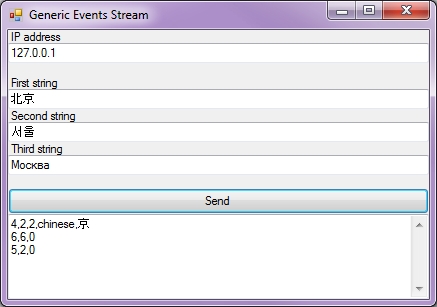 Generic Events Stream
IP address
127.0.0.1
First string
北京
Second string
서울
Third string
Москва
Send
4,2,2,chinese,京
6,6,0
5,2,0